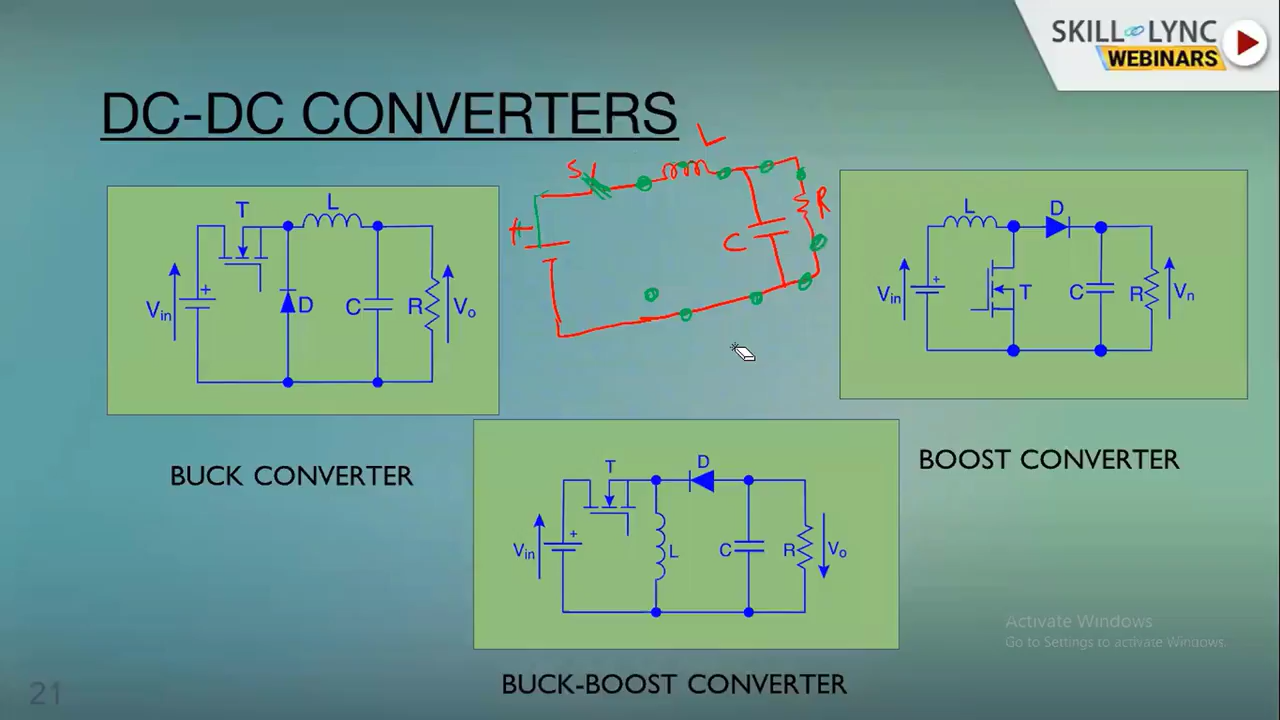 SKILL LYNC
WEBINARS
DC-DC CONVERTERS
S1
L
+
C
R
T
L
Vin
+
D
C
R
Vo
BUCK CONVERTER
L
D
Vin
+
T
C
R
Vn
BOOST CONVERTER
T
D
Vin
+
L
C
R
Vo
BUCK-BOOST CONVERTER
Activate Windows
Go to Settings to activate Windows.
21